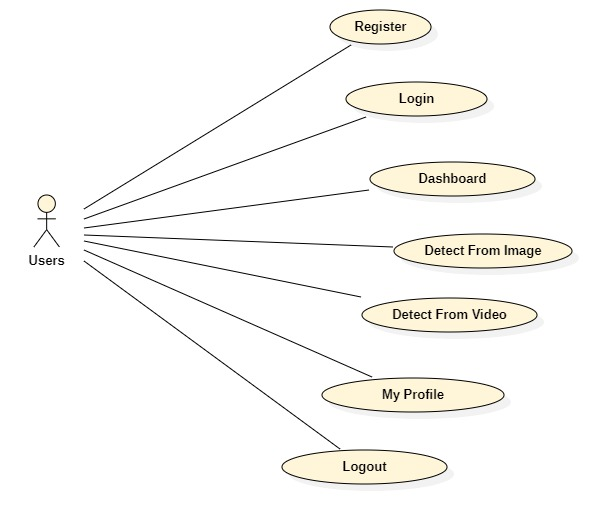 Register
Login
Dashboard
Detect From Image
Users
Detect From Video
My Profile
Logout